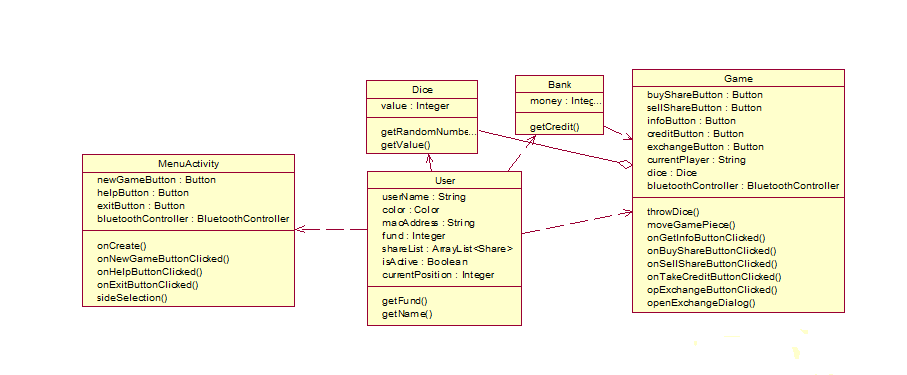 Dice
value : Integer
getRandomNumbe...
getValue()
Bank
money : Integ...
getCredit()
Game
buyShareButton : Button
sellShareButton : Button
infoButton : Button
creditButton : Button
exchangeButton : Button
currentPlayer : String
dice : Dice
bluetoothController : BluetoothController
throwDice()
moveGamePiece()
onGetInfoButtonClicked()
onBuyShareButtonClicked()
onSellShareButtonClicked()
onTakeCreditButtonClicked()
opExchangeButtonClicked()
openExchangeDialog()
MenuActivity
newGameButton : Button
helpButton : Button
exitButton : Button
bluetoothController : BluetoothController
onCreate()
onNewGameButtonClicked()
onHelpButtonClicked()
onExitButtonClicked()
sideSelection()
User
userName : String
color : Color
macAddress : String
fund : Integer
shareList : ArrayList<Share>
isActive : Boolean
currentPosition : Integer
getFund()
getName()